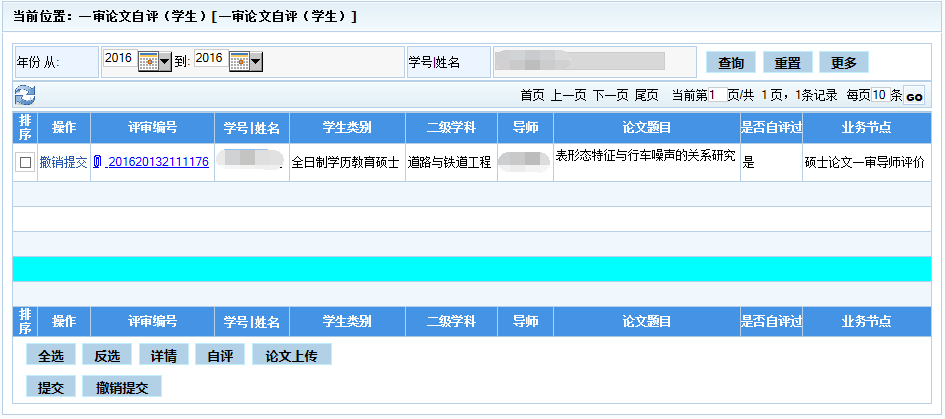 当前位置：一审论文自评（学生）[一审论文自评（学生）]
年份 从: 2016 到: 2016 学号|姓名 查询 重置 更多
首页 上一页 下一页 尾页 当前第1页/共 1 页，1条记录 每页10条 GO
排序 操作 评审编号 学号|姓名 学生类别 二级学科 导师 论文题目 是否自评过 业务节点
撤销提交 201620132111176 全日制学历教育硕士 道路与铁道工程 表形态特征与行车噪声的关系研究 是 硕士论文一审导师评价
排序 操作 评审编号 学号|姓名 学生类别 二级学科 导师 论文题目 是否自评过 业务节点
全选 反选 详情 自评 论文上传
提交 撤销提交